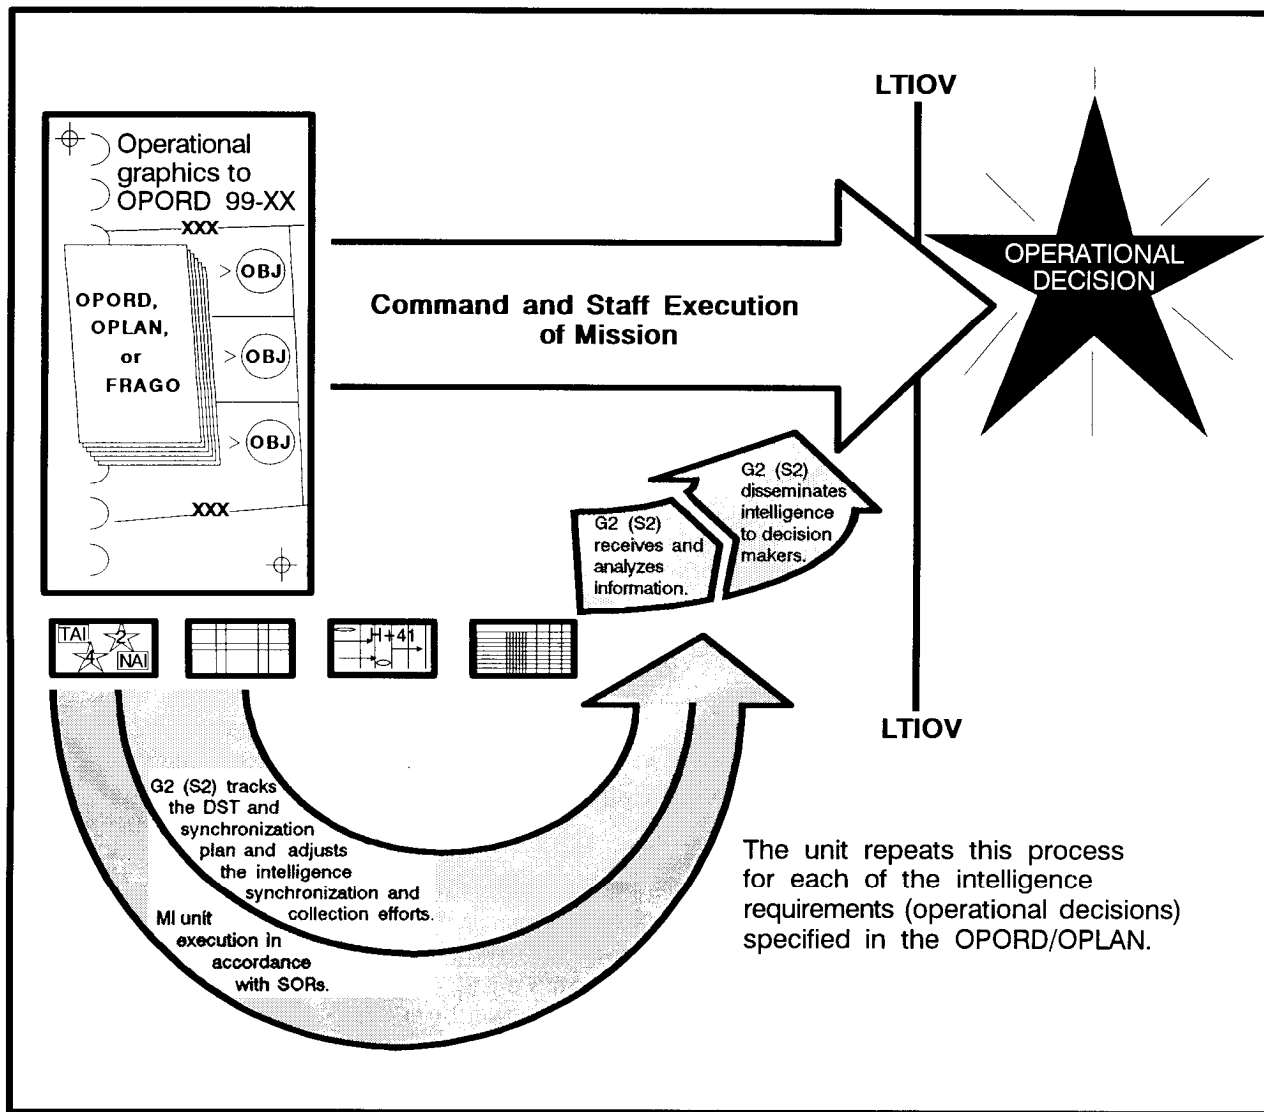 LTIOV
Operational
graphics to
OPORD 99-XX
XXX
OBJ
OPORD,
OPLAN,
or
FRAGO
OBJ
OBJ
XXX
Command and Staff Execution
of Mission
OPERATIONAL
DECISION
G2 (S2)
receives and
analyzes
information.
G2 (S2)
disseminates
intelligence
to decision
makers.
TAI
2
4
NAI
H+41
LTIOV
G2 (S2) tracks
the DST and
synchronization
plan and adjusts
the intelligence
synchronization and
collection efforts.
MI unit
execution in
accordance
with SORs.
The unit repeats this process
for each of the intelligence
requirements (operational decisions)
specified in the OPORD/OPLAN.